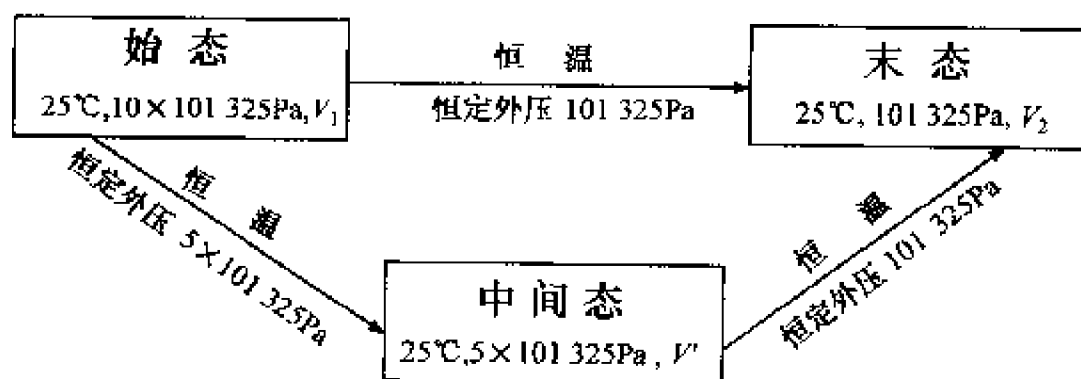 始态
25℃,10×101 325Pa,V₁
恒温
恒定外压 101 325Pa
末态
25℃, 101 325Pa, V₂
恒温
恒定外压 5×101 325Pa
恒温
恒定外压 101 325Pa
中间态
25℃,5×101 325Pa, V'